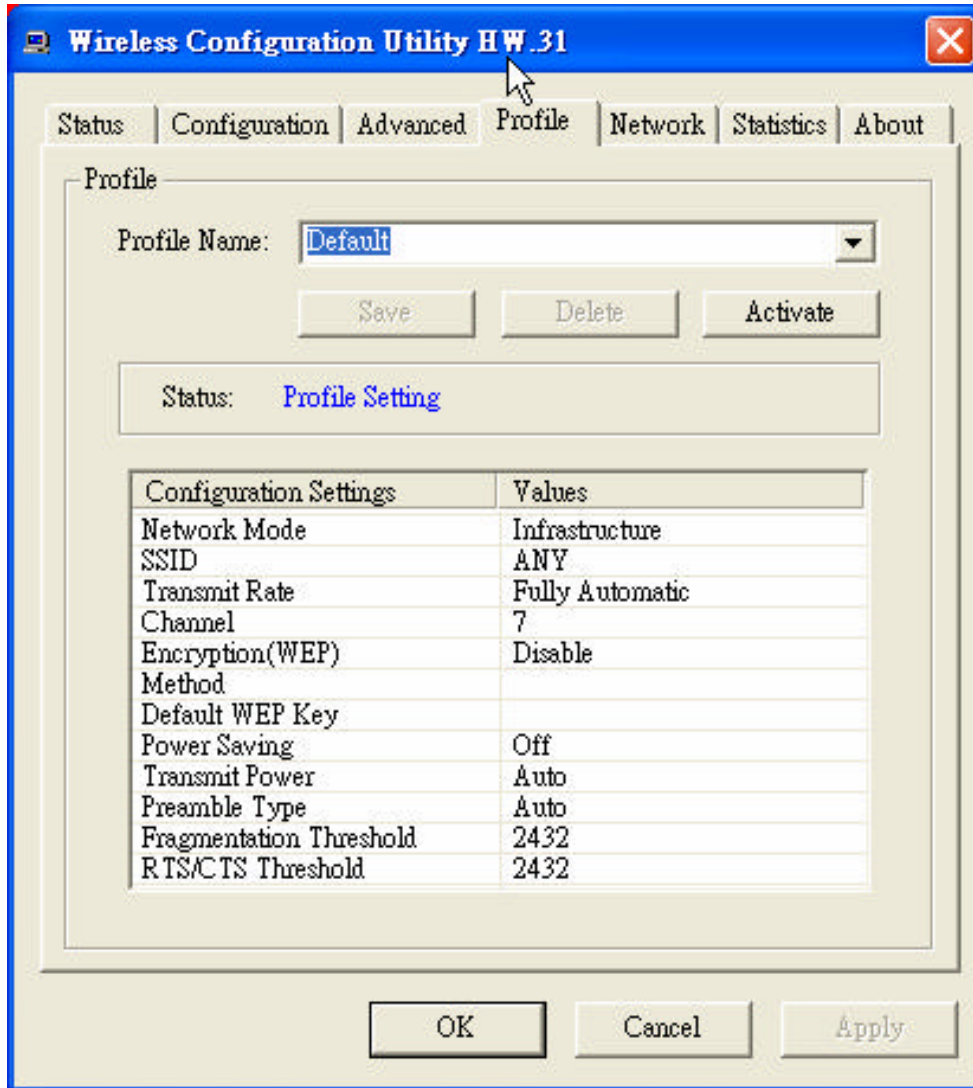 Wireless Configuration Utility HW.31
Status Configuration Advanced Profile Network Statistics About
Profile
Profile Name: Default
Save Delete Activate
Status: Profile Setting
Configuration Settings Values
Network Mode Infrastructure
SSID ANY
Transmit Rate Fully Automatic
Channel 7
Encryption(WEP) Disable
Method
Default WEP Key
Power Saving Off
Transmit Power Auto
Preamble Type Auto
Fragmentation Threshold 2432
RTS/CTS Threshold 2432
OK Cancel Apply